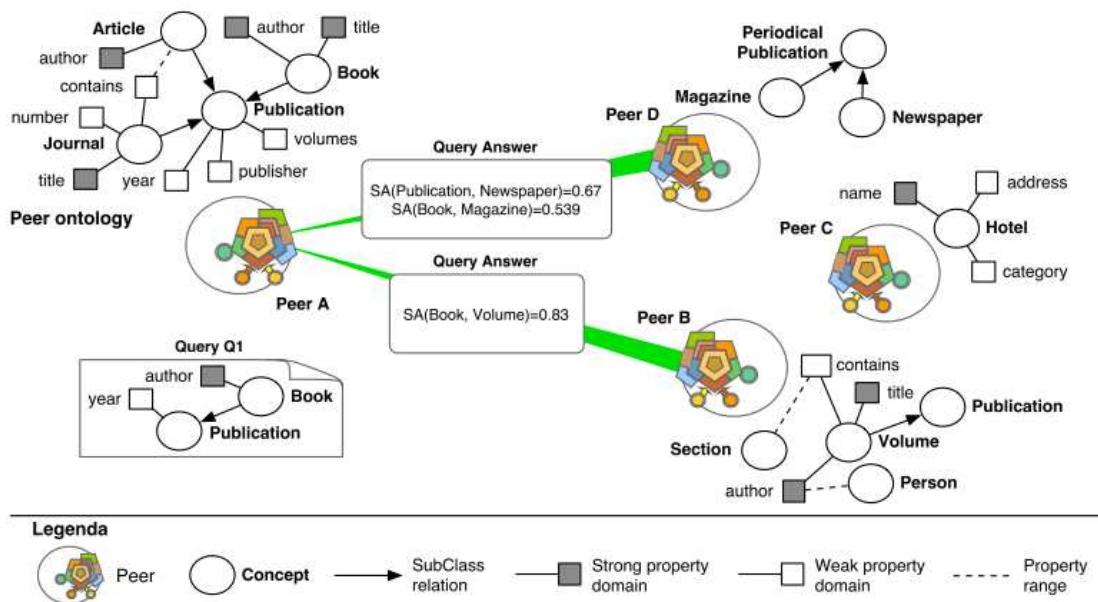 Article
author
contains
number
Journal
title
year
Publication
publisher
volumes
author
title
Book
Peer ontology
Peer A
Query Answer
SA(Publication, Newspaper)=0.67
SA(Book, Magazine)=0.539
Query Answer
SA(Book, Volume)=0.83
Peer D
Periodical
Publication
Magazine
Newspaper
Peer C
name
address
Hotel
category
Peer B
contains
title
Publication
Volume
Section
author
Person
Query Q1
author
year
Book
Publication
Legenda
Peer
Concept
SubClass
relation
Strong property
domain
Weak property
domain
Property
range